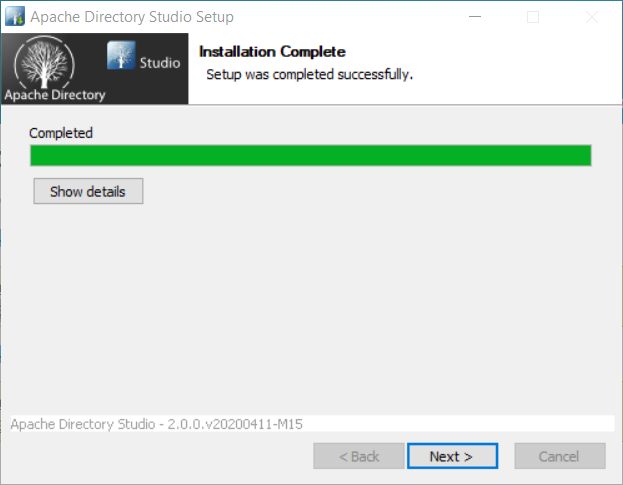 Apache Directory Studio Setup
Studio
Apache Directory
Installation Complete
Setup was completed successfully.
Completed
Show details
Apache Directory Studio - 2.0.0.v20200411-M15
< Back
Next >
Cancel